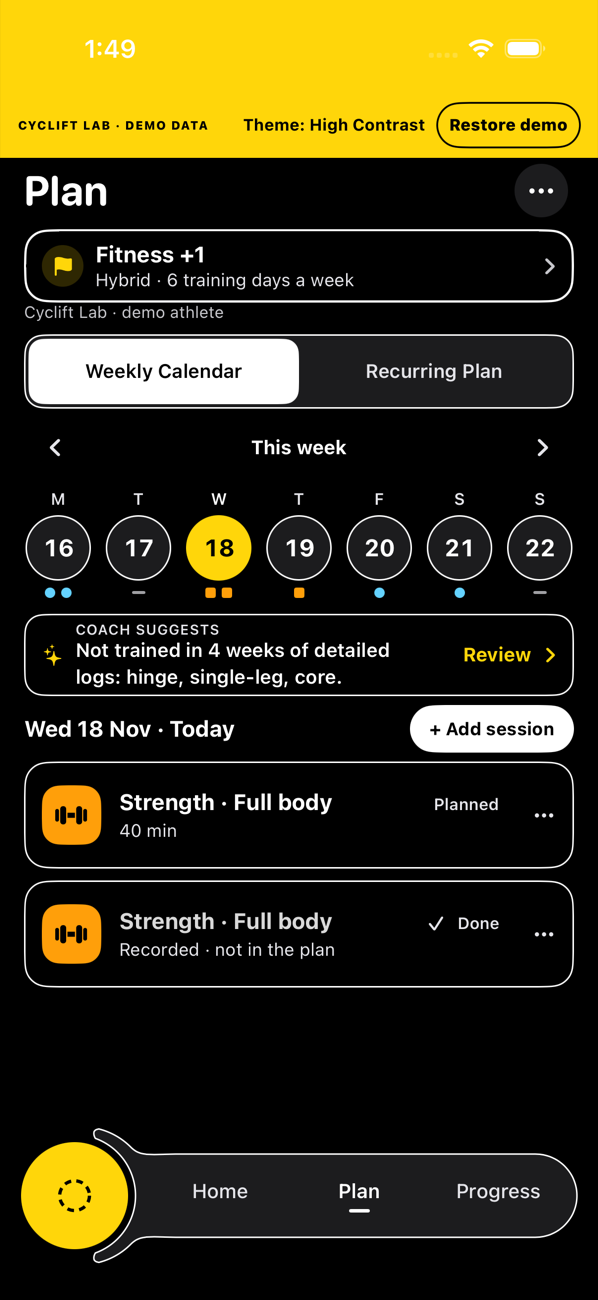 1:49
CYCLIFT LAB · DEMO DATA
Theme: High Contrast
Restore demo
Plan
Fitness +1
Hybrid · 6 training days a week
Cyclift Lab · demo athlete
Weekly Calendar
Recurring Plan
This week
M T W T F S S
16 17 18 19 20 21 22
COACH SUGGESTS
Not trained in 4 weeks of detailed
logs: hinge, single-leg, core.
Review
Wed 18 Nov · Today
+ Add session
Strength · Full body
Planned
40 min
Strength · Full body
Done
Recorded · not in the plan
Home
Plan
Progress